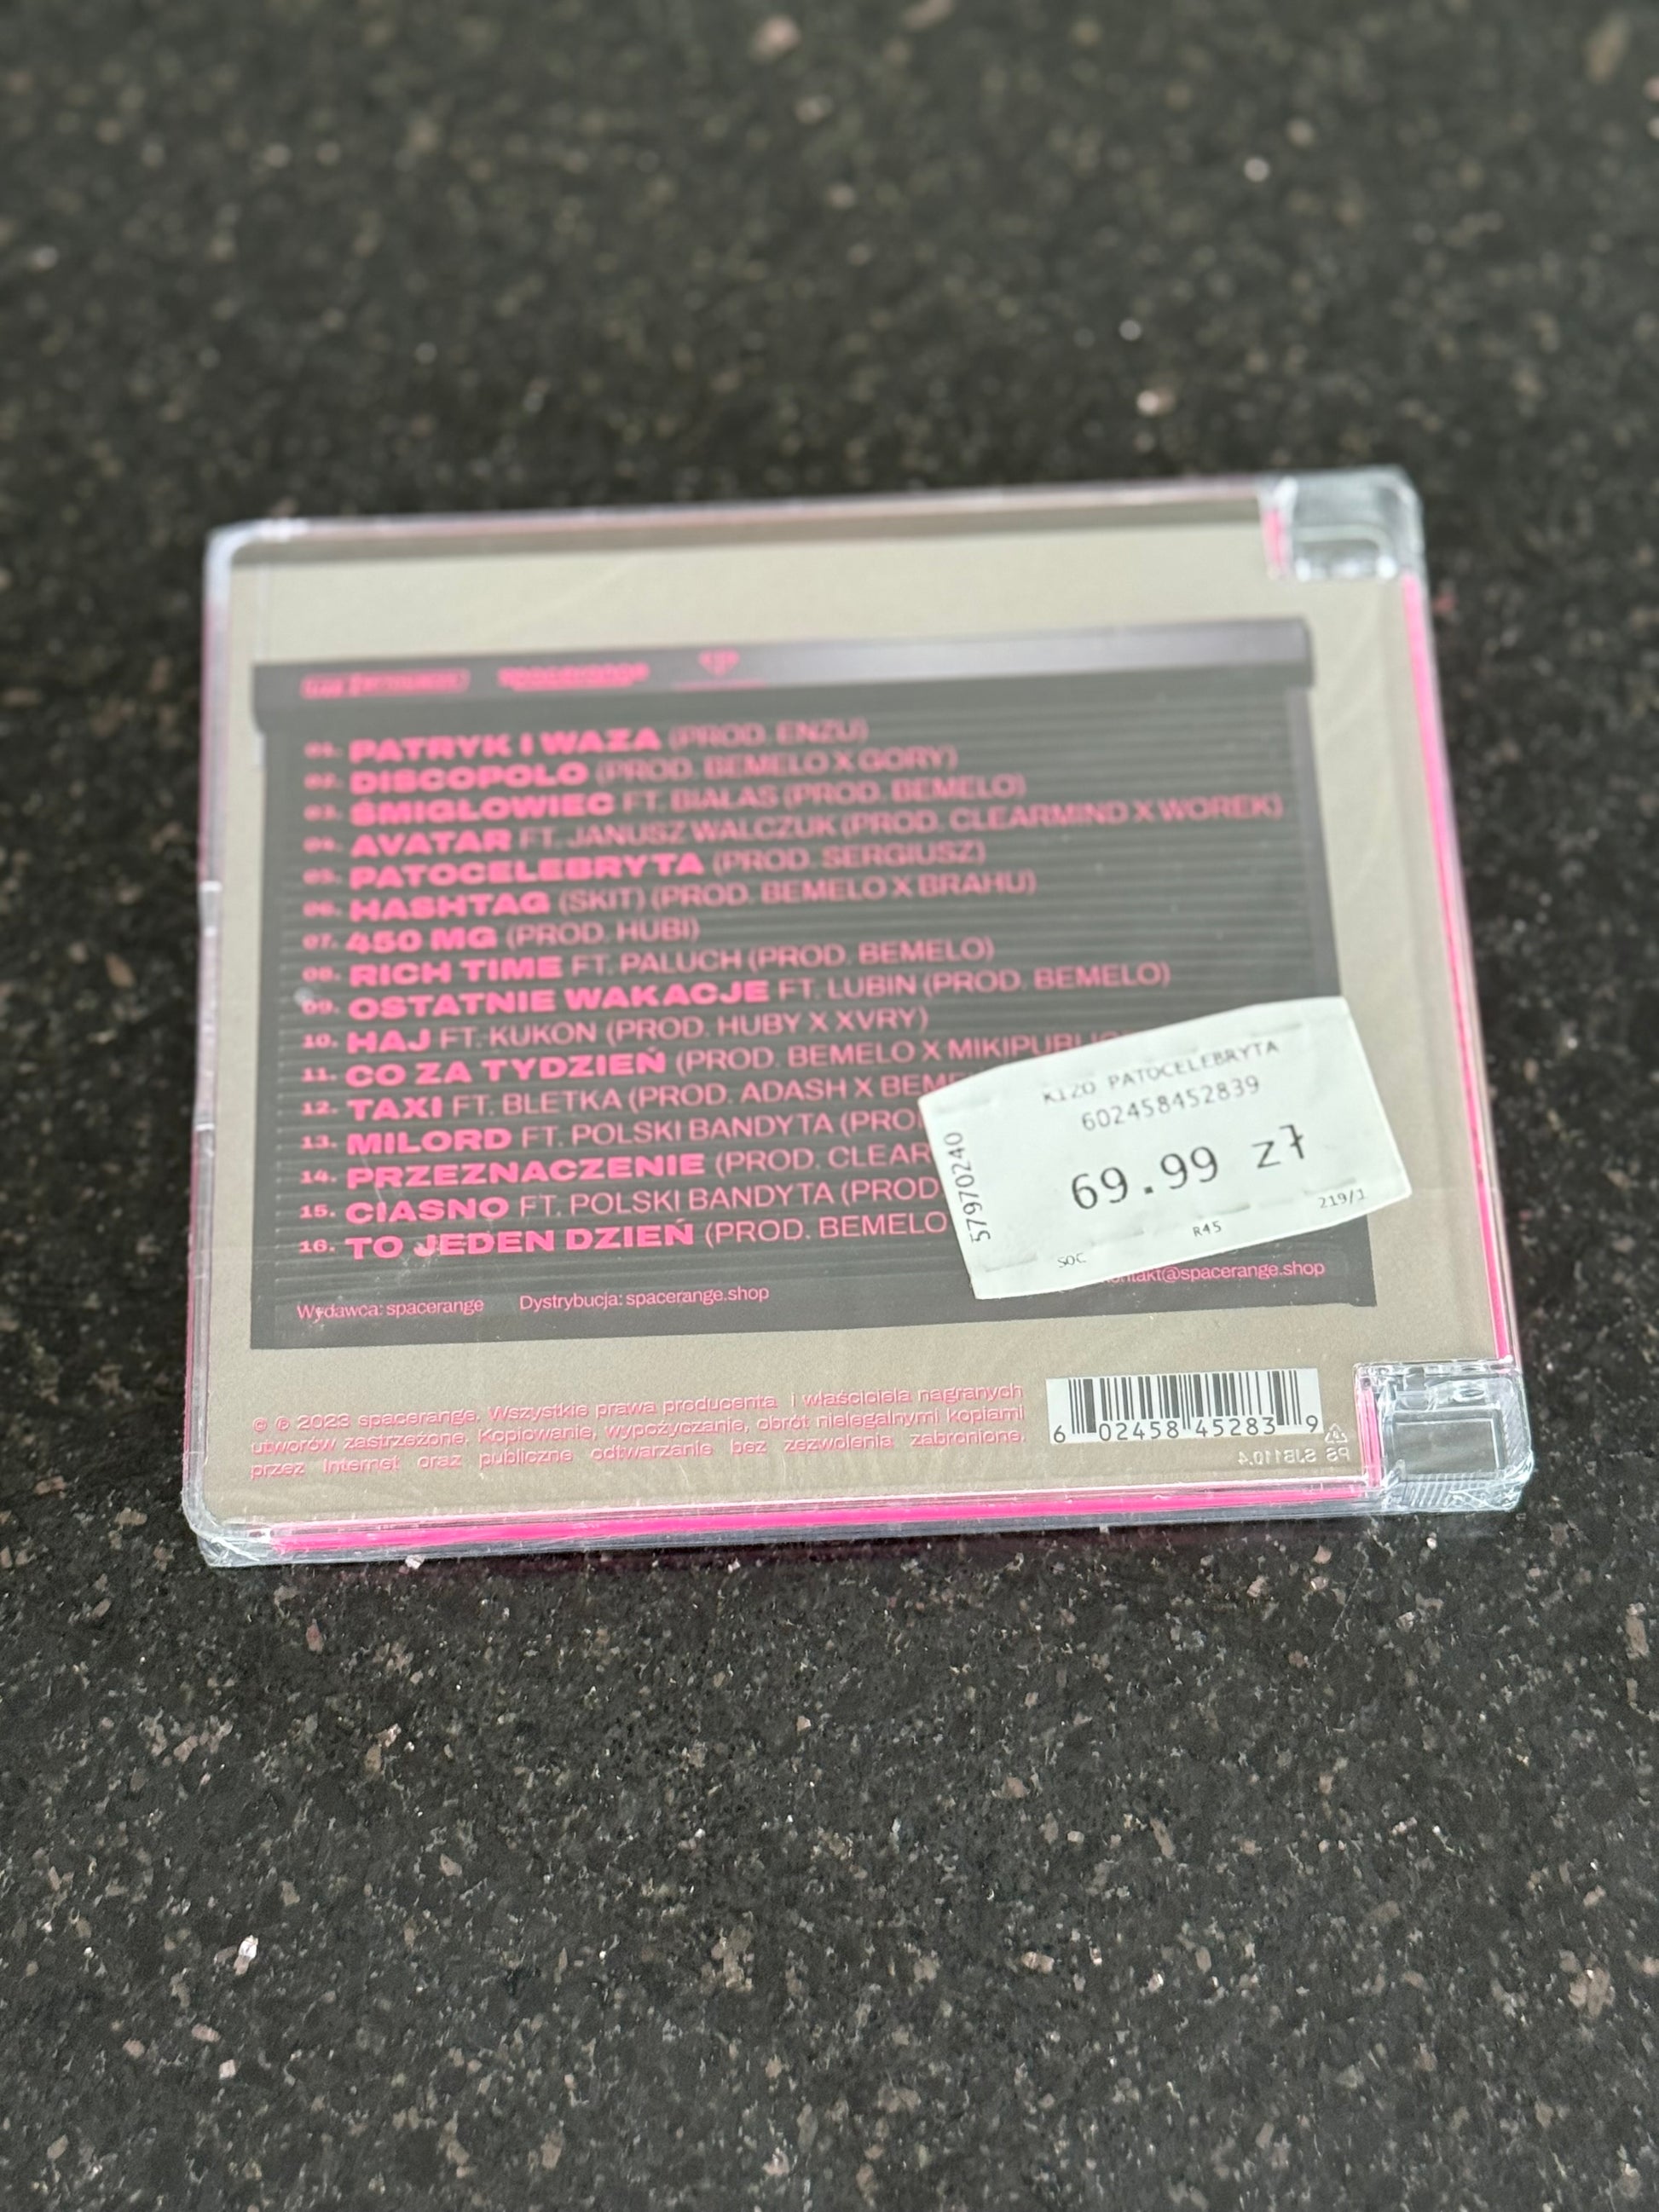 spacerange
01. PATRYK I WAZA (PROD. ENZU)
02. DISCOPOLO (PROD. BEMELO X GORY)
03. ŚMIGŁOWIEC FT. BIAŁAS (PROD. BEMELO)
04. AVATAR FT. JANUSZ WALCZUK (PROD. CLEARMIND X WOREK)
05. PATOCELEBRYTA (PROD. SERGIUSZ)
06. HASHTAG (SKIT) (PROD. BEMELO X BRAHU)
07. 450 MG (PROD. HUBI)
08. RICH TIME FT. PALUCH (PROD. BEMELO)
09. OSTATNIE WAKACJE FT. LUBIN (PROD. BEMELO)
10. HAJ FT. KUKON (PROD. HUBY X XVRY)
11. CO ZA TYDZIEŃ (PROD. BEMELO X
12. TAXI FT. BLETKA (PROD. ADASH X
13. MILORD FT. POLSKI BANDYTA
14. PRZEZNACZENIE (PROD.
15. CIASNO FT. POLSKI BANDYTA (PROD.
16. TO JEDEN DZIEŃ (PROD. BEMELO
Wydawca: spacerange Dystrybucja: spacerange.shop
KIZO PATOCELEBRYTA
602458452839
57970240
69.99 zł
SOC R45 219/1
© ℗ 2023 spacerange. Wszystkie prawa producenta i właściciela nagranych
utworów zastrzeżone. Kopiowanie, wypożyczanie, obrót nielegalnymi kopiami
przez Internet oraz publiczne odtwarzanie bez zezwolenia zabronione.
6 02458 45283 9
PS SJB110.4